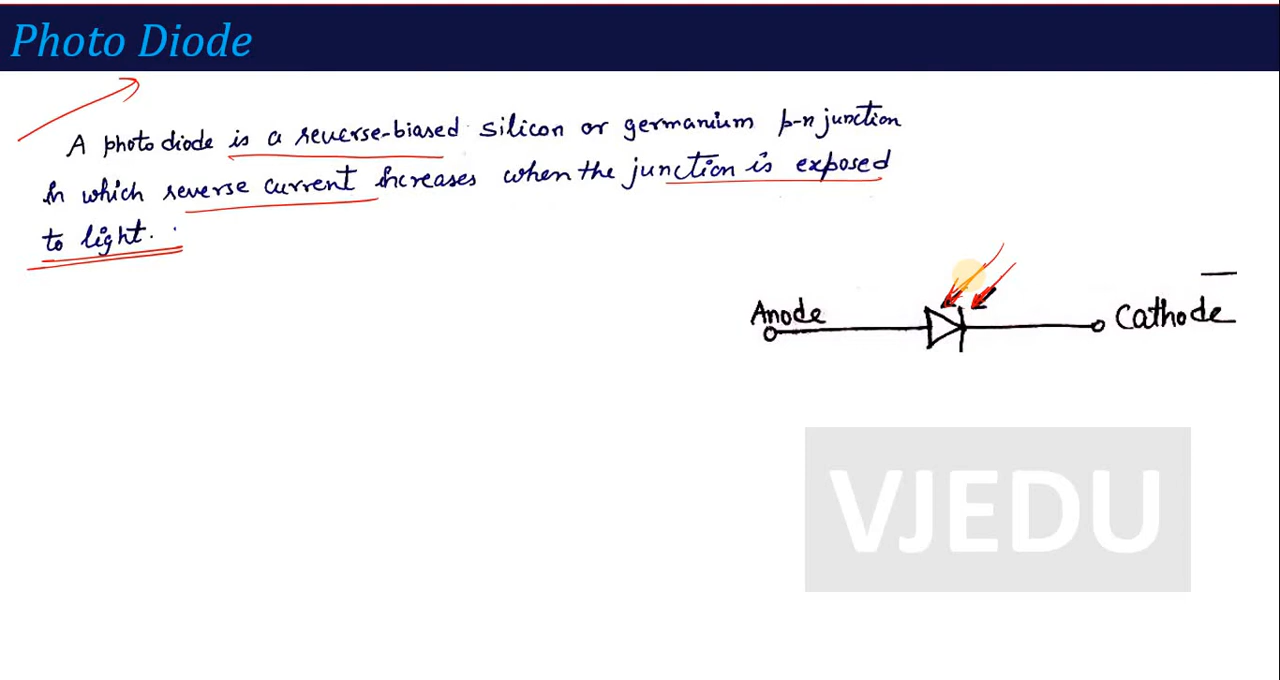 Photo Diode
A photo diode is a reverse-biased silicon or germanium p-n junction
in which reverse current increases when the junction is exposed
to light.
Anode
Cathode
VJEDU